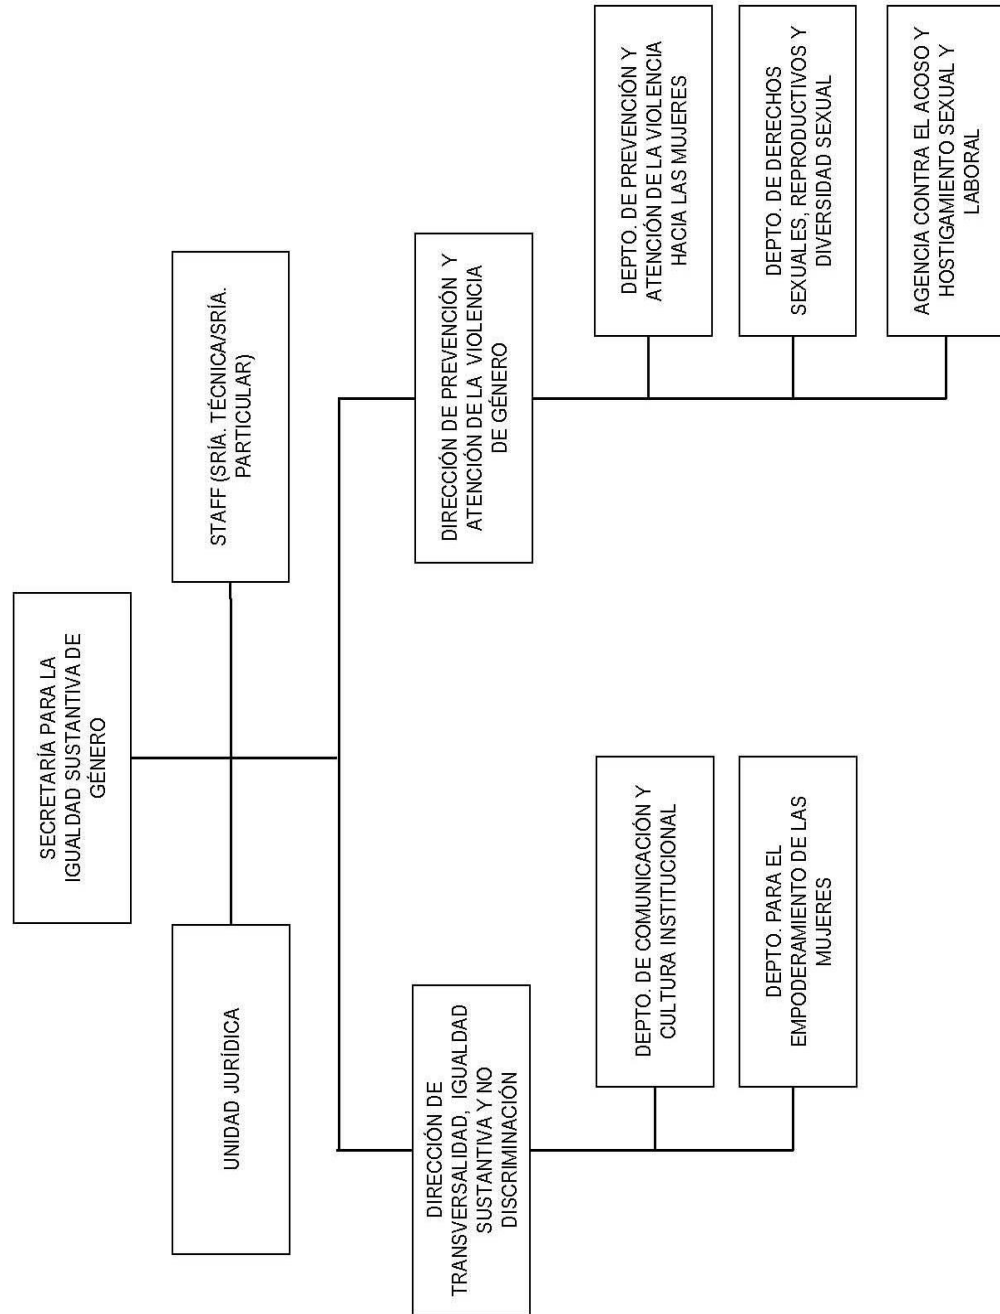 SECRETARÍA PARA LA
IGUALDAD SUSTANTIVA DE
GÉNERO
UNIDAD JURÍDICA
STAFF (SRÍA. TÉCNICA/SRÍA.
PARTICULAR)
DIRECCIÓN DE
TRANSVERSALIDAD, IGUALDAD
SUSTANTIVA Y NO
DISCRIMINACIÓN
DEPTO. DE COMUNICACIÓN Y
CULTURA INSTITUCIONAL
DEPTO. PARA EL
EMPODERAMIENTO DE LAS
MUJERES
DIRECCIÓN DE PREVENCIÓN Y
ATENCIÓN DE LA VIOLENCIA
DE GÉNERO
DEPTO. DE PREVENCIÓN Y
ATENCIÓN DE LA VIOLENCIA
HACIA LAS MUJERES
DEPTO. DE DERECHOS
SEXUALES, REPRODUCTIVOS Y
DIVERSIDAD SEXUAL
AGENCIA CONTRA EL ACOSO Y
HOSTIGAMIENTO SEXUAL Y
LABORAL